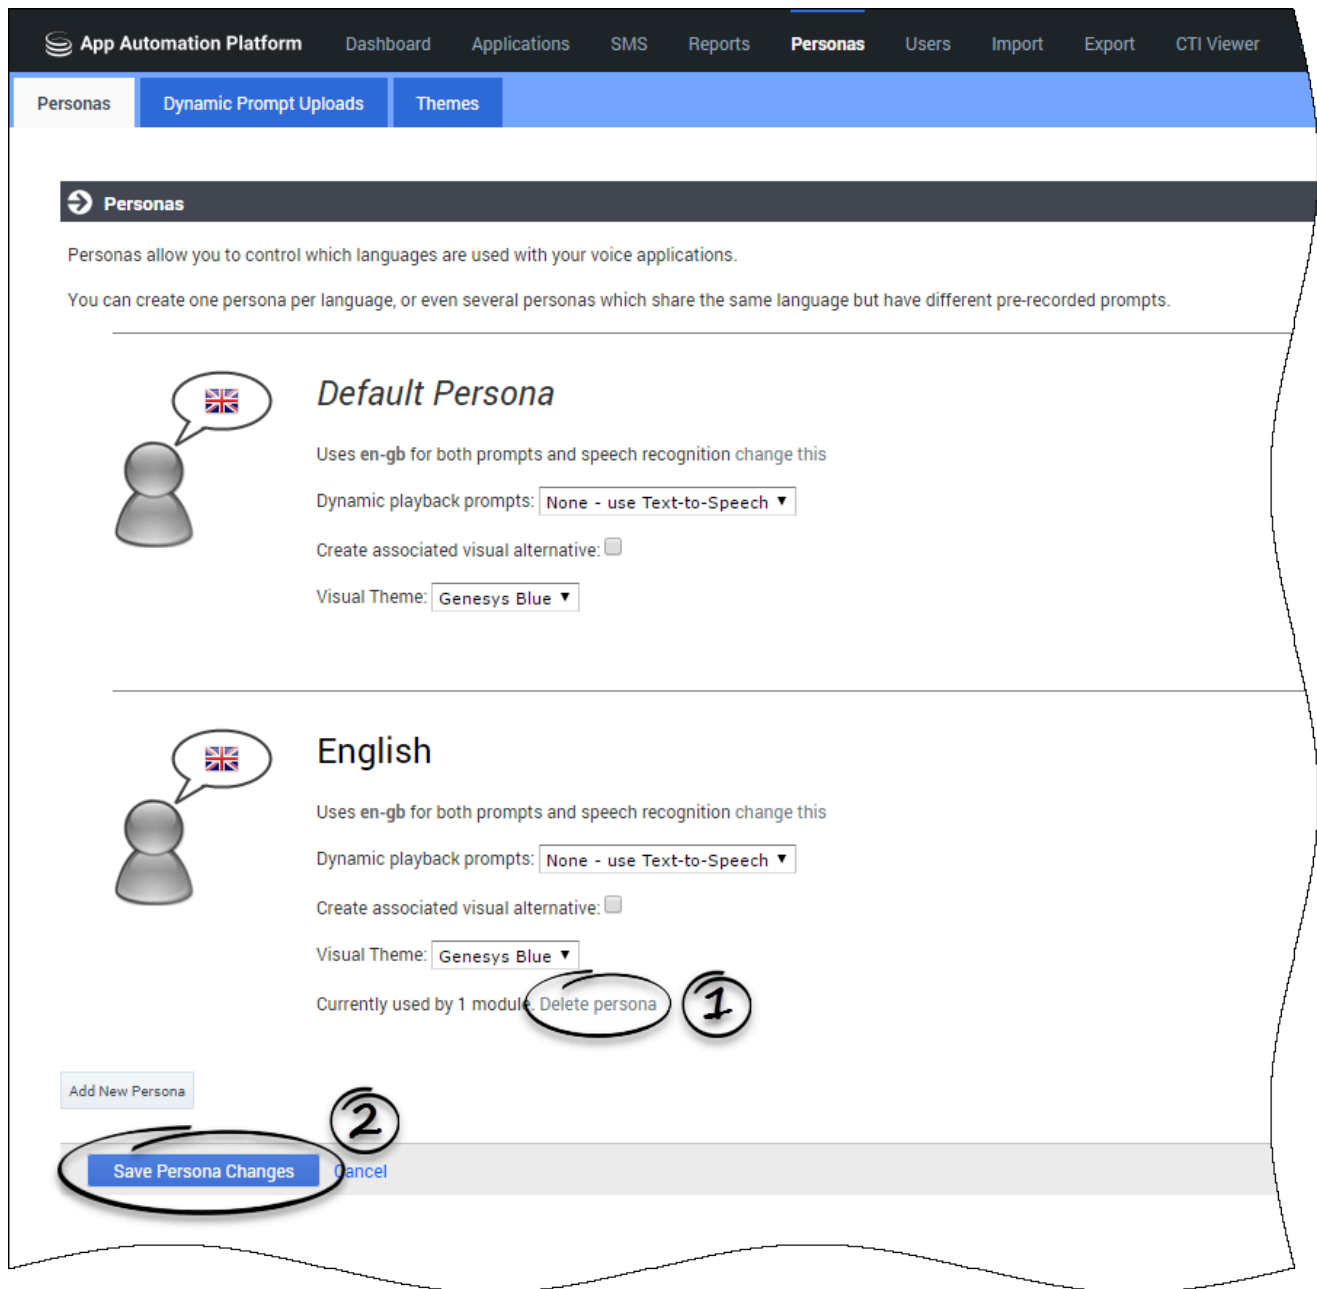 App Automation Platform Dashboard Applications SMS Reports Personas Users Import Export CTI Viewer
Personas Dynamic Prompt Uploads Themes
Personas
Personas allow you to control which languages are used with your voice applications.
You can create one persona per language, or even several personas which share the same language but have different pre-recorded prompts.
Default Persona
Uses en-gb for both prompts and speech recognition change this
Dynamic playback prompts: None - use Text-to-Speech
Create associated visual alternative:
Visual Theme: Genesys Blue
English
Uses en-gb for both prompts and speech recognition change this
Dynamic playback prompts: None - use Text-to-Speech
Create associated visual alternative:
Visual Theme: Genesys Blue
Currently used by 1 module. Delete persona 1
Add New Persona
2
Save Persona Changes Cancel